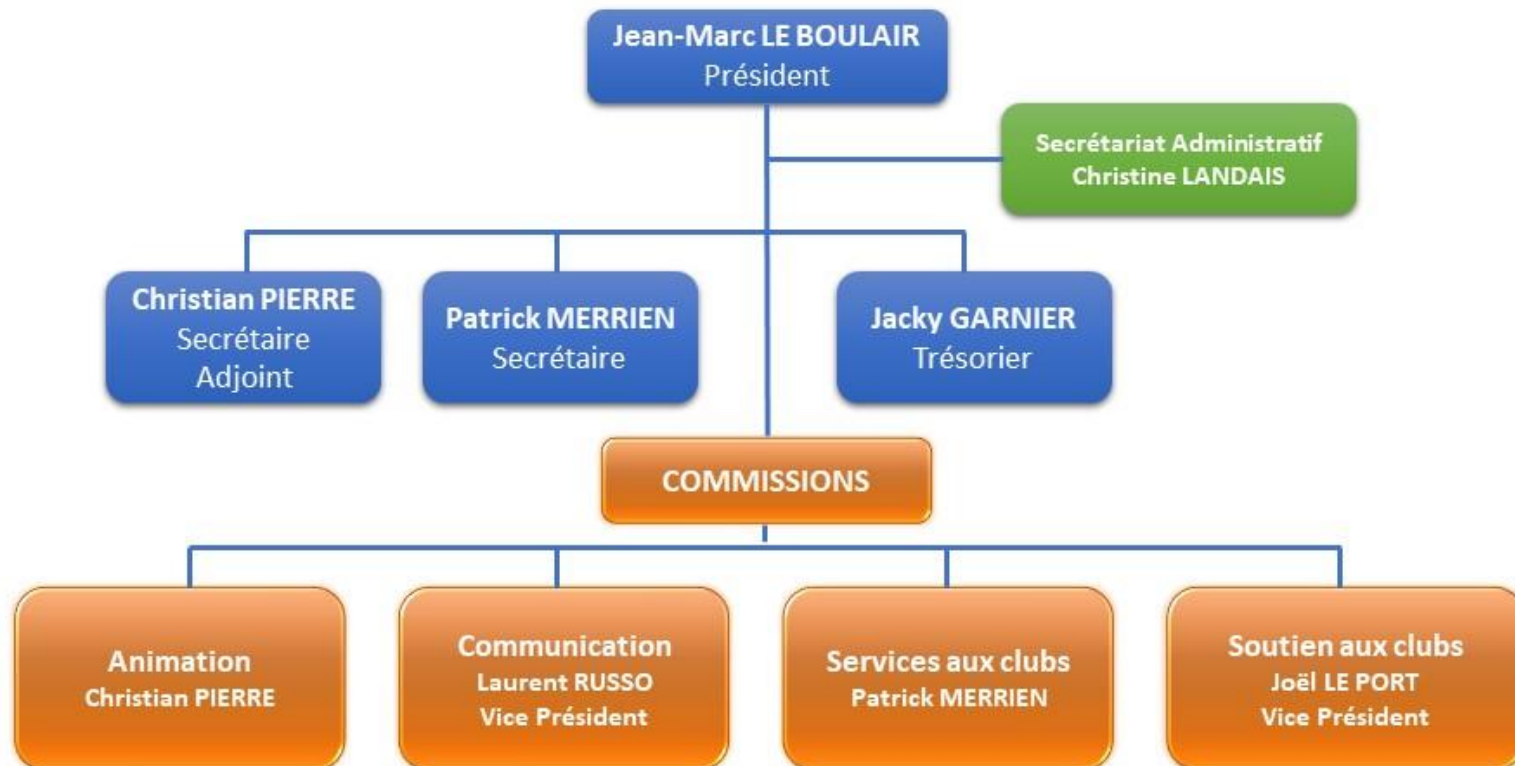 Jean-Marc LE BOULAIR
Président
Secrétariat Administratif
Christine LANDAIS
Christian PIERRE
Secrétaire
Adjoint
Patrick MERRIEN
Secrétaire
Jacky GARNIER
Trésorier
COMMISSIONS
Animation
Christian PIERRE
Communication
Laurent RUSSO
Vice Président
Services aux clubs
Patrick MERRIEN
Soutien aux clubs
Joël LE PORT
Vice Président